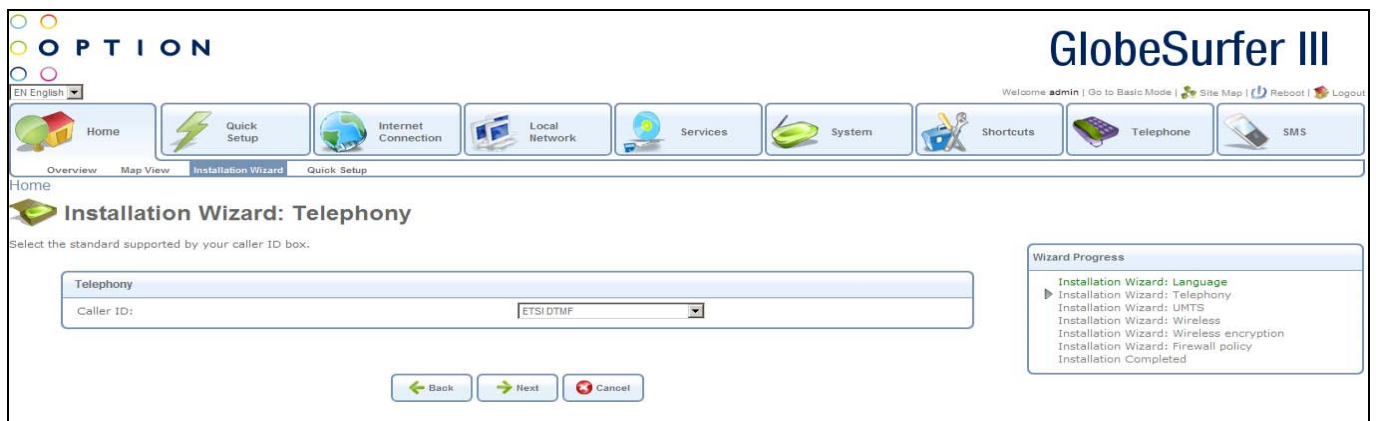 OPTION
GlobeSurfer III
EN English
Welcome admin | Go to Basic Mode | Site Map | Reboot | Logout
Home
Quick Setup
Internet Connection
Local Network
Services
System
Shortcuts
Telephone
SMS
Overview Map View Installation Wizard Quick Setup
Home
Installation Wizard: Telephony
Select the standard supported by your caller ID box.
Telephony
Caller ID:
ETSI DTMF
Back
Next
Cancel
Wizard Progress
Installation Wizard: Language
Installation Wizard: Telephony
Installation Wizard: UMTS
Installation Wizard: Wireless
Installation Wizard: Wireless encryption
Installation Wizard: Firewall policy
Installation Completed